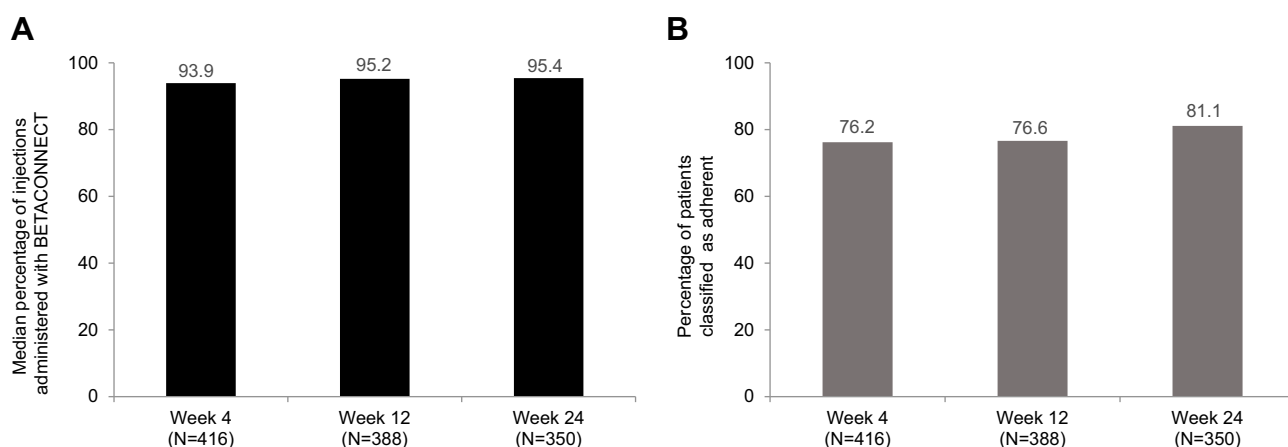 A
Median percentage of injections
administered with BETACONNECT
100
80
60
40
20
0
93.9
95.2
95.4
Week 4
(N=416)
Week 12
(N=388)
Week 24
(N=350)
B
Percentage of patients
classified as adherent
100
80
60
40
20
0
76.2
76.6
81.1
Week 4
(N=416)
Week 12
(N=388)
Week 24
(N=350)